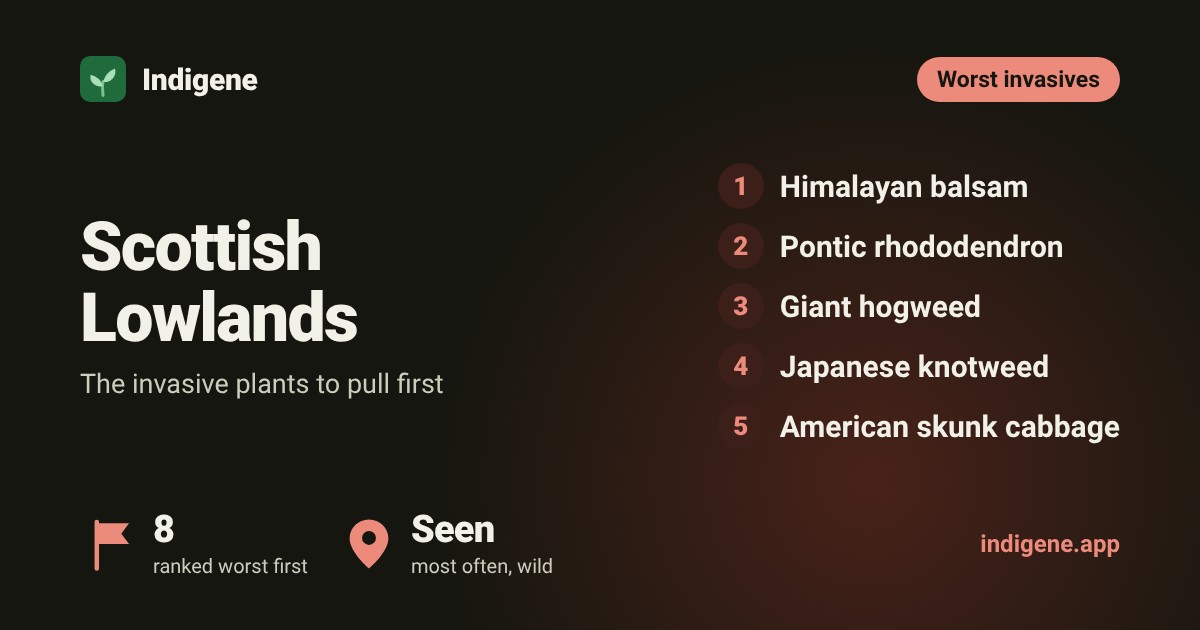 Indigene
Worst invasives
Scottish
Lowlands
The invasive plants to pull first
1 Himalayan balsam
2 Pontic rhododendron
3 Giant hogweed
4 Japanese knotweed
5 American skunk cabbage
8
ranked worst first
Seen
most often, wild
indigene.app